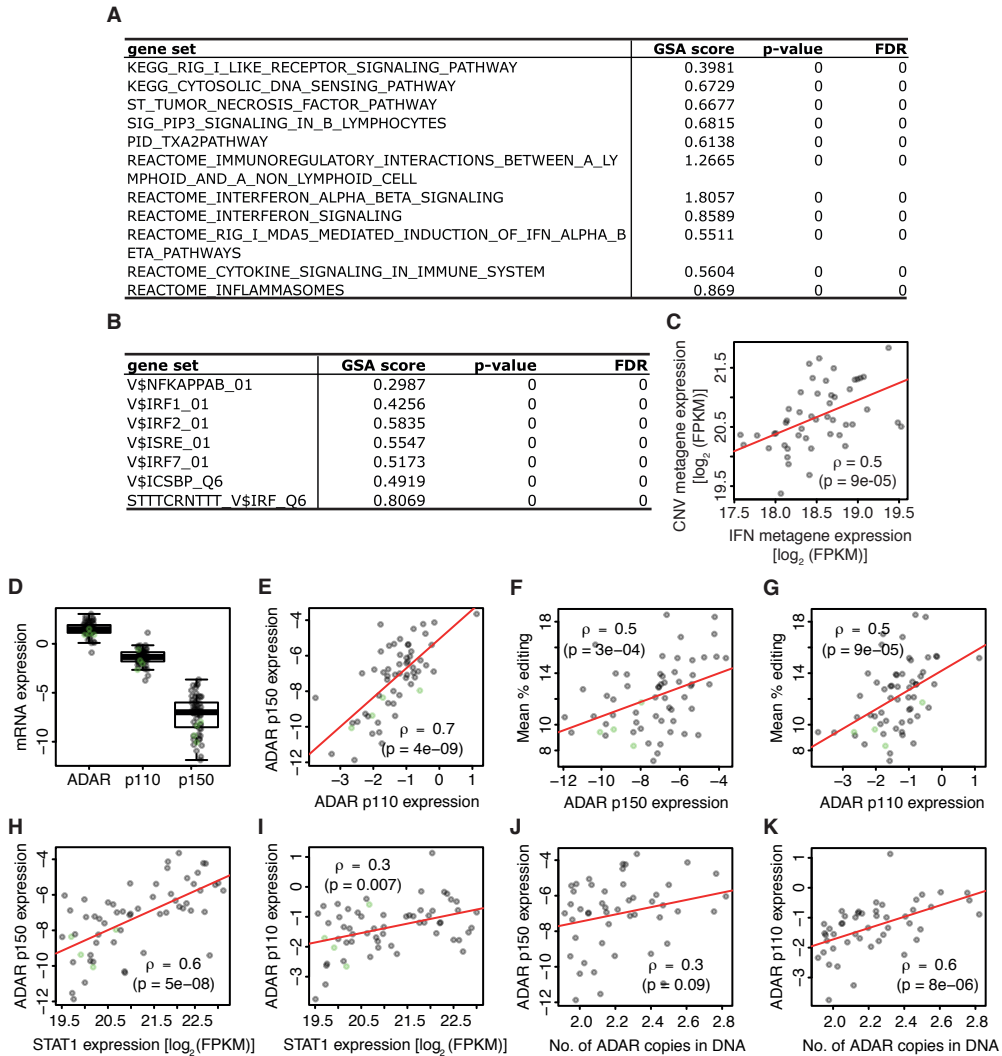 A
gene set GSA score p-value FDR
KEGG_RIG_I_LIKE_RECEPTOR_SIGNALING_PATHWAY 0.3981 0 0
KEGG_CYTOSOLIC_DNA_SENSING_PATHWAY 0.6729 0 0
ST_TUMOR_NECROSIS_FACTOR_PATHWAY 0.6677 0 0
SIG_PIP3_SIGNALING_IN_B_LYMPHOCYTES 0.6815 0 0
PID_TXA2PATHWAY 0.6138 0 0
REACTOME_IMMUNOREGULATORY_INTERACTIONS_BETWEEN_A_LY 1.2665 0 0
MPHOID_AND_A_NON_LYMPHOID_CELL
REACTOME_INTERFERON_ALPHA_BETA_SIGNALING 1.8057 0 0
REACTOME_INTERFERON_SIGNALING 0.8589 0 0
REACTOME_RIG_I_MDA5_MEDIATED_INDUCTION_OF_IFN_ALPHA_B 0.5511 0 0
ETA_PATHWAYS
REACTOME_CYTOKINE_SIGNALING_IN_IMMUNE_SYSTEM 0.5604 0 0
REACTOME_INFLAMMASOMES 0.869 0 0
B
gene set GSA score p-value FDR
V$NFKAPPAB_01 0.2987 0 0
V$IRF1_01 0.4256 0 0
V$IRF2_01 0.5835 0 0
V$ISRE_01 0.5547 0 0
V$IRF7_01 0.5173 0 0
V$ICSBP_Q6 0.4919 0 0
STTTCRNTTT_V$IRF_Q6 0.8069 0 0
C
CNV metagene expression
[log2 (FPKM)]
21.5
20.5
19.5
ρ = 0.5
(p = 9e-05)
17.5 18.0 18.5 19.0 19.5
IFN metagene expression
[log2 (FPKM)]
D
mRNA expression
0
−5
−10
ADAR p110 p150
E
ADAR p150 expression
−4
−6
−8
−10
−12
ρ = 0.7
(p = 4e−09)
−3 −2 −1 0 1
ADAR p110 expression
F
Mean % editing
18
16
14
12
10
8
ρ = 0.5
(p = 3e−04)
−12 −10 −8 −6 −4
ADAR p150 expression
G
Mean % editing
18
16
14
12
10
8
ρ = 0.5
(p = 9e−05)
−3 −2 −1 0 1
ADAR p110 expression
H
ADAR p150 expression
−4
−6
−8
−10
−12
ρ = 0.6
(p = 5e−08)
19.5 20.5 21.5 22.5
STAT1 expression [log2 (FPKM)]
I
ADAR p110 expression
1
0
−1
−2
−3
ρ = 0.3
(p = 0.007)
19.5 20.5 21.5 22.5
STAT1 expression [log2 (FPKM)]
J
ADAR p150 expression
−4
−6
−8
−10
−12
ρ = 0.3
(p = 0.09)
2.0 2.2 2.4 2.6 2.8
No. of ADAR copies in DNA
K
ADAR p110 expression
1
0
−1
−2
−3
ρ = 0.6
(p = 8e−06)
2.0 2.2 2.4 2.6 2.8
No. of ADAR copies in DNA